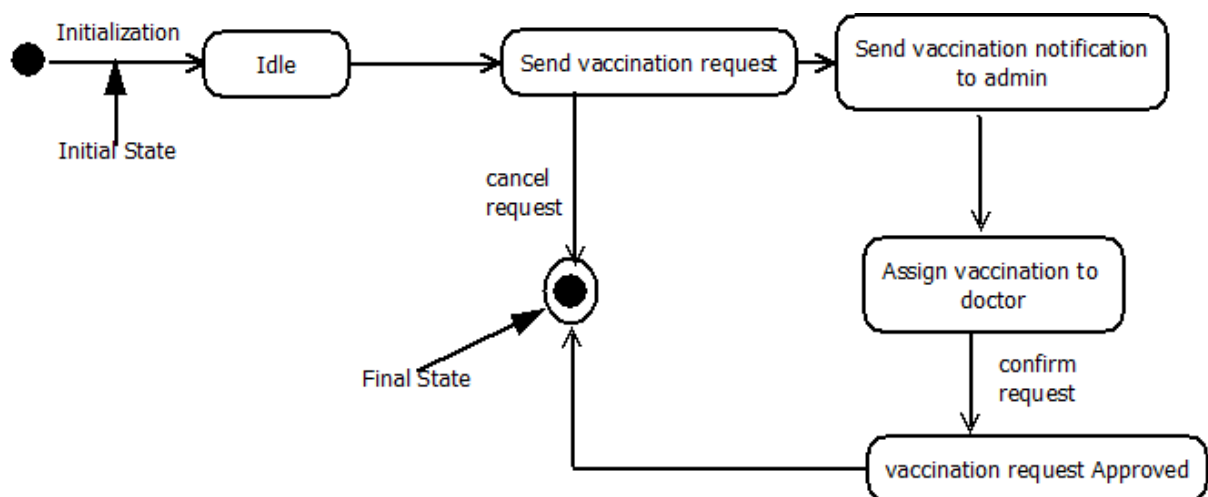 Initialization
Idle
Send vaccination request
Send vaccination notification
to admin
Initial State
cancel
request
Assign vaccination to
doctor
Final State
confirm
request
vaccination request Approved